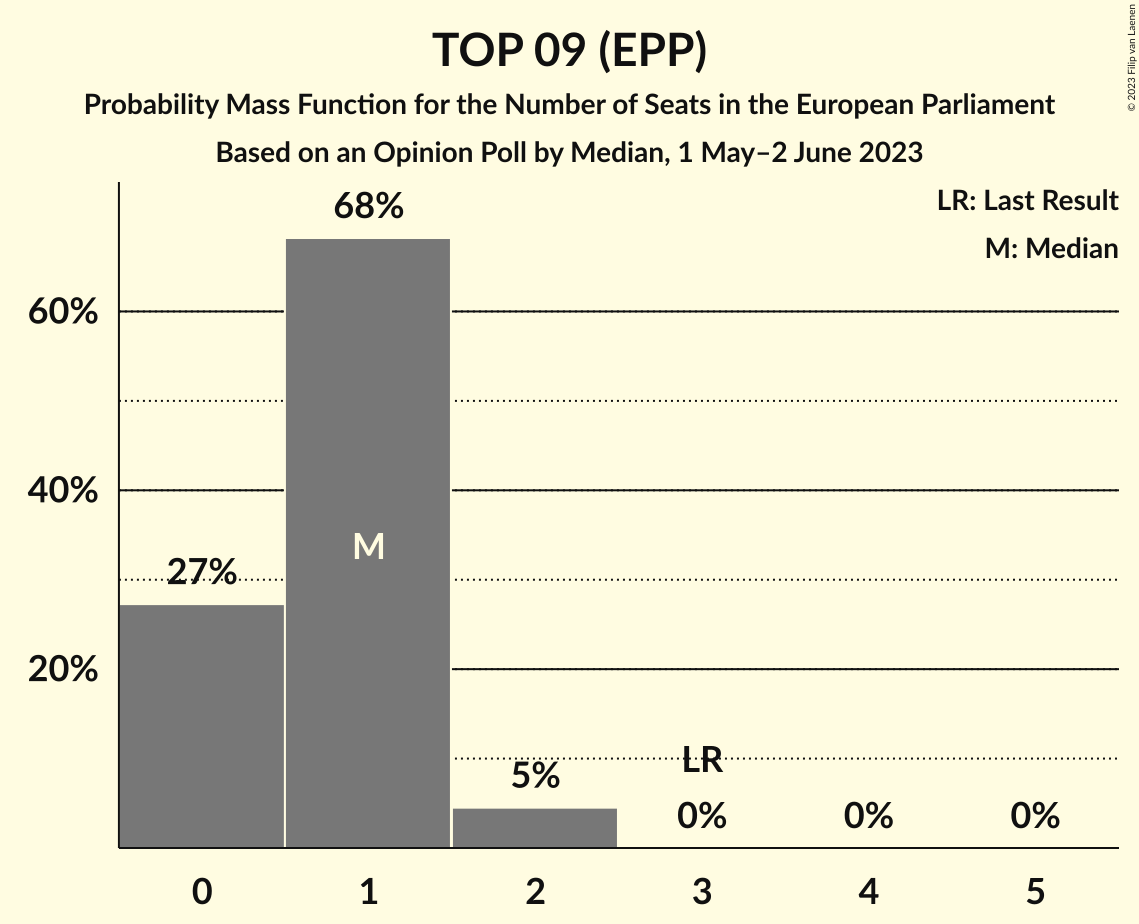 TOP 09 (EPP)
Probability Mass Function for the Number of Seats in the European Parliament
Based on an Opinion Poll by Median, 1 May–2 June 2023
© 2023 Filip van Laenen
LR: Last Result
M: Median
68%
60%
40%
M
27%
20%
LR
5%
0%
0%
0%
0
1
2
3
4
5